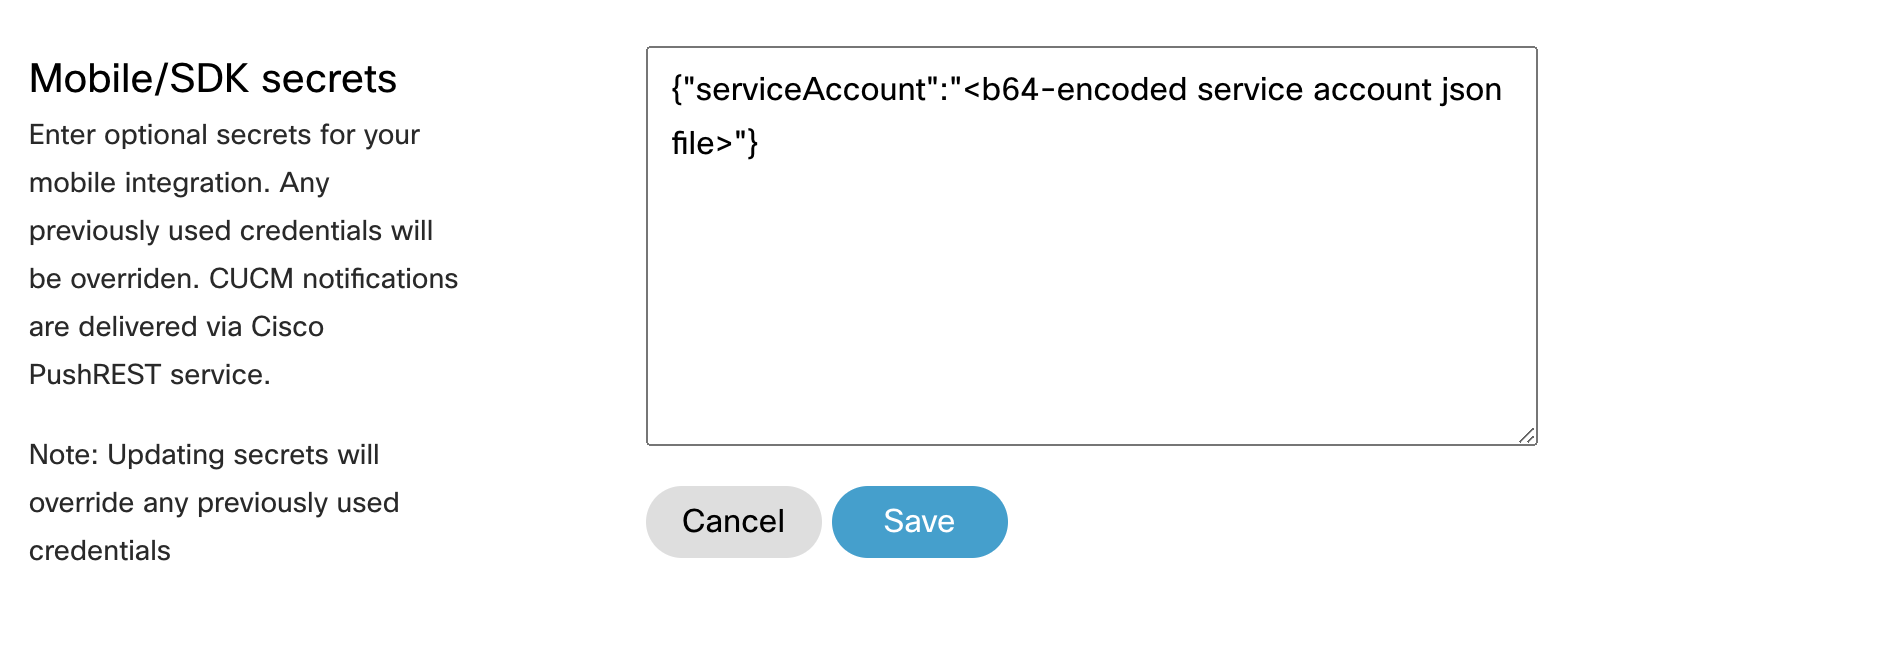 Mobile/SDK secrets
Enter optional secrets for your
mobile integration. Any
previously used credentials will
be overriden. CUCM notifications
are delivered via Cisco
PushREST service.
Note: Updating secrets will
override any previously used
credentials
{"serviceAccount":"<b64-encoded service account json
file>"}
Cancel
Save